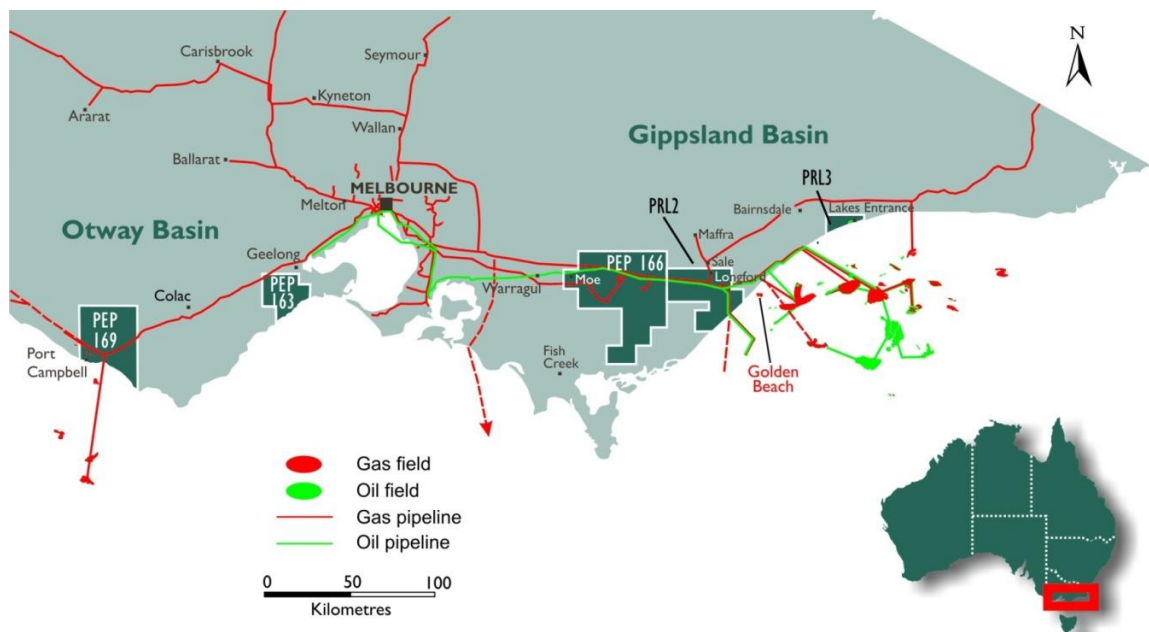 Carisbrook
Seymour
N
Kyneton
Ararat
Wallan
Gippsland Basin
Ballarat
PRL3
MELBOURNE
Melton
PRL2
Bairnsdale
Lakes Entrance
Otway Basin
Maffra
Geelong
PEP 166
Sale
Longford
Moe
Warragul
PEP
163
Colac
PEP
169
Port
Campbell
Fish
Creek
Golden
Beach
Gas field
Oil field
Gas pipeline
Oil pipeline
0 50 100
Kilometres